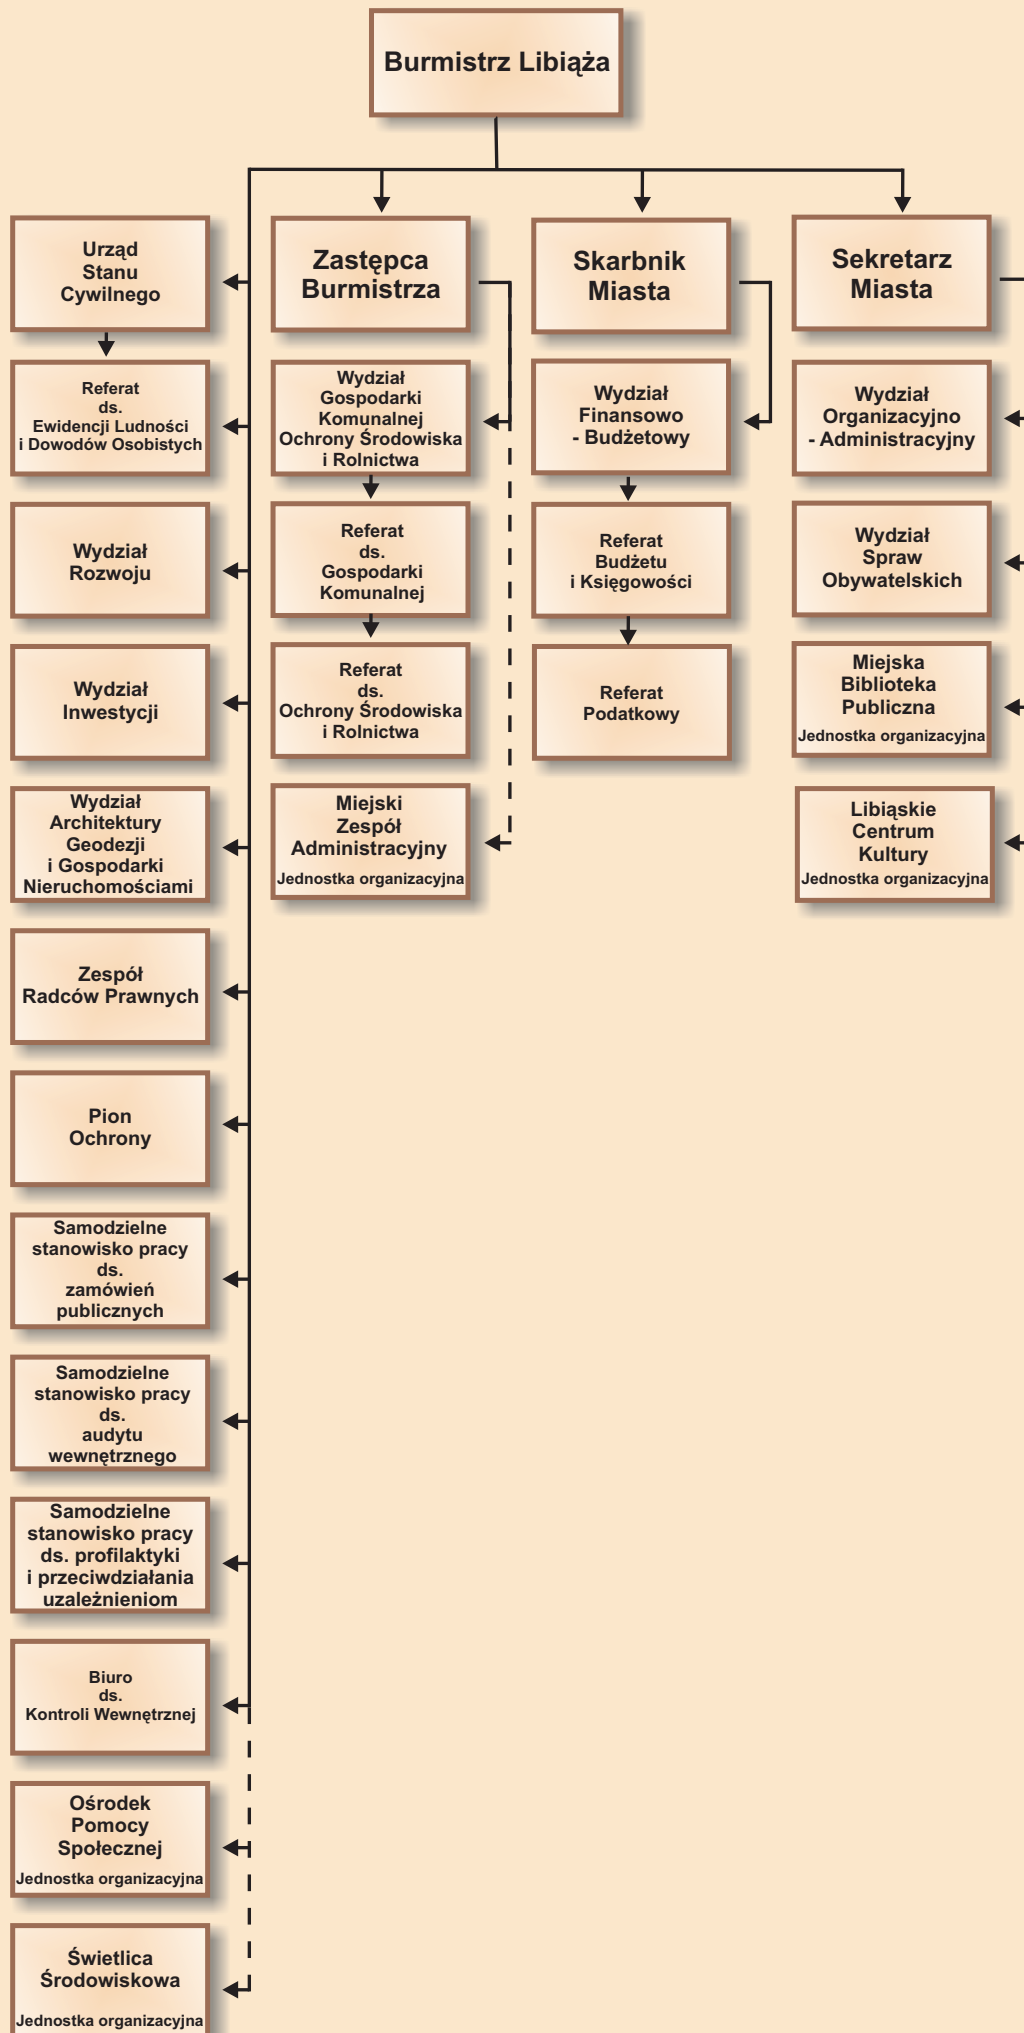 Burmistrz Libiąża
Urząd
Stanu
Cywilnego
Referat
ds.
Ewidencji Ludności
i Dowodów Osobistych
Wydział
Rozwoju
Wydział
Inwestycji
Wydział
Architektury
Geodezji
i Gospodarki
Nieruchomościami
Zespół
Radców Prawnych
Pion
Ochrony
Samodzielne
stanowisko pracy
ds.
zamówień
publicznych
Samodzielne
stanowisko pracy
ds.
audytu
wewnętrznego
Samodzielne
stanowisko pracy
ds. profilaktyki
i przeciwdziałania
uzależnieniom
Biuro
ds.
Kontroli Wewnętrznej
Ośrodek
Pomocy
Społecznej
Jednostka organizacyjna
Świetlica
Środowiskowa
Jednostka organizacyjna
Zastępca
Burmistrza
Wydział
Gospodarki
Komunalnej
Ochrony Środowiska
i Rolnictwa
Referat
ds.
Gospodarki
Komunalnej
Referat
ds.
Ochrony Środowiska
i Rolnictwa
Miejski
Zespół
Administracyjny
Jednostka organizacyjna
Skarbnik
Miasta
Wydział
Finansowo
- Budżetowy
Referat
Budżetu
i Księgowości
Referat
Podatkowy
Sekretarz
Miasta
Wydział
Organizacyjno
- Administracyjny
Wydział
Spraw
Obywatelskich
Miejska
Biblioteka
Publiczna
Jednostka organizacyjna
Libiąskie
Centrum
Kultury
Jednostka organizacyjna